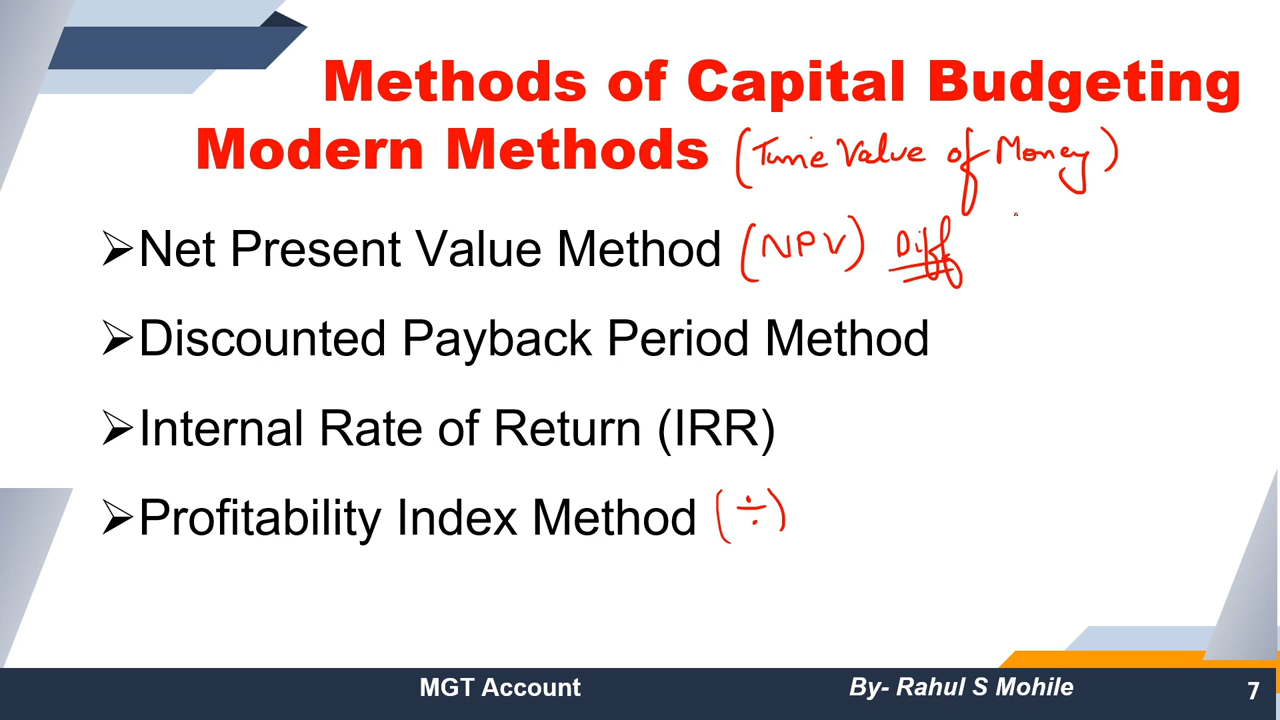 Methods of Capital Budgeting
Modern Methods (Time Value of Money)
➢Net Present Value Method (NPV) Diff
➢Discounted Payback Period Method
➢Internal Rate of Return (IRR)
➢Profitability Index Method (÷)
MGT Account By- Rahul S Mohile 7